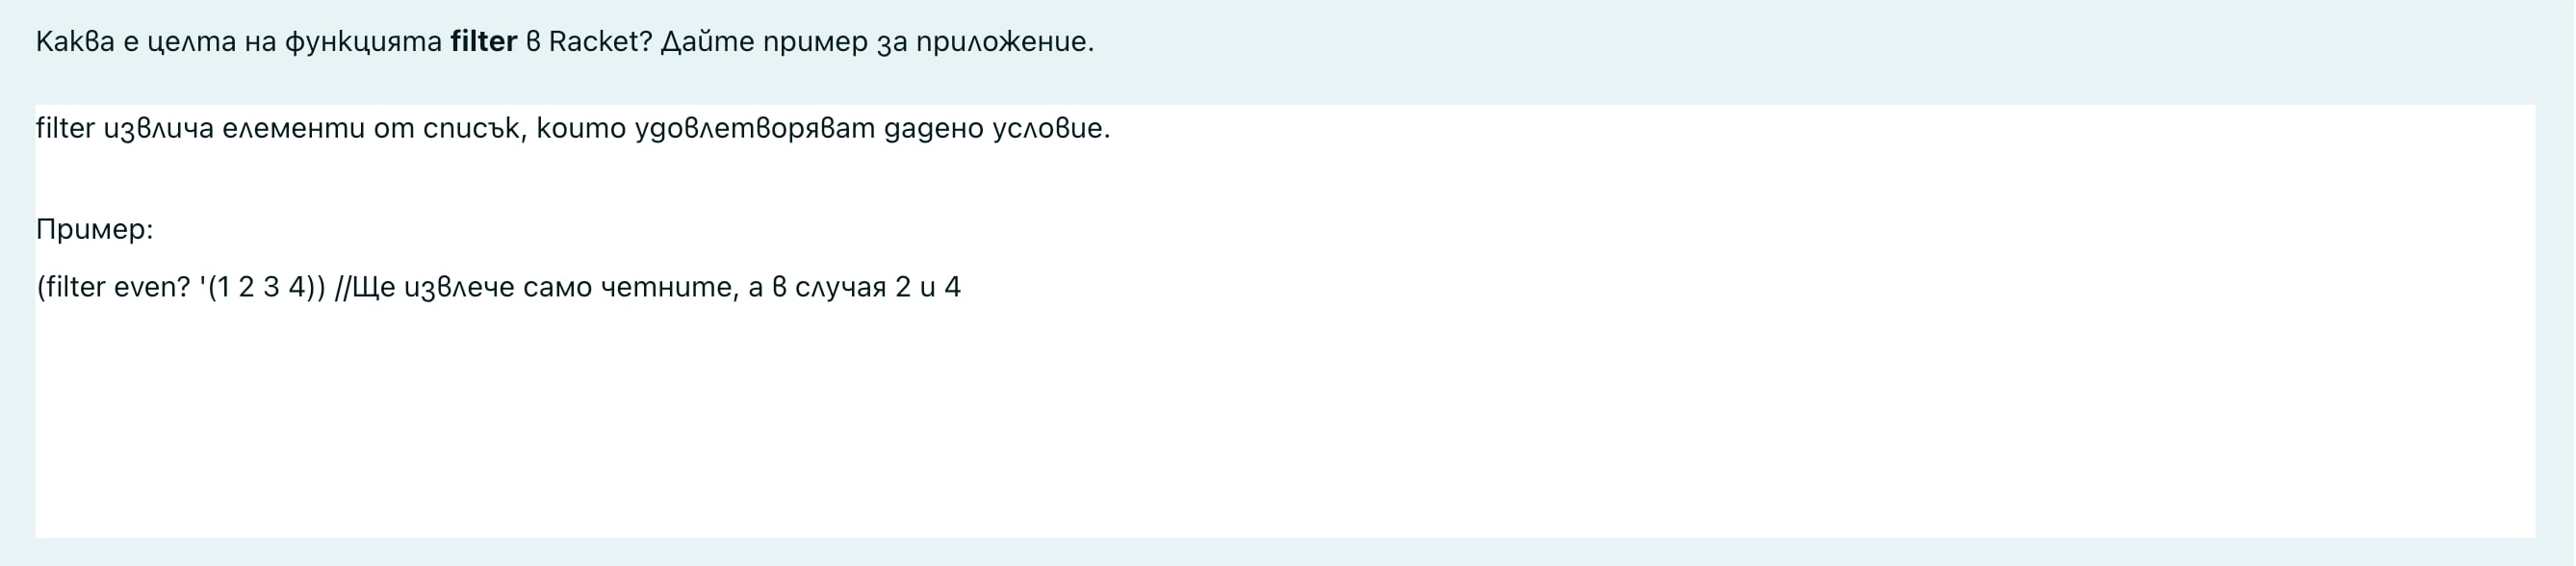 Каква е целта на функцията filter в Racket? Дайте пример за приложение.
filter извлича елементи от списък, които удовлетворяват дадено условие.
Пример:
(filter even? '(1 2 3 4)) //Ще извлече само четните, а в случая 2 и 4